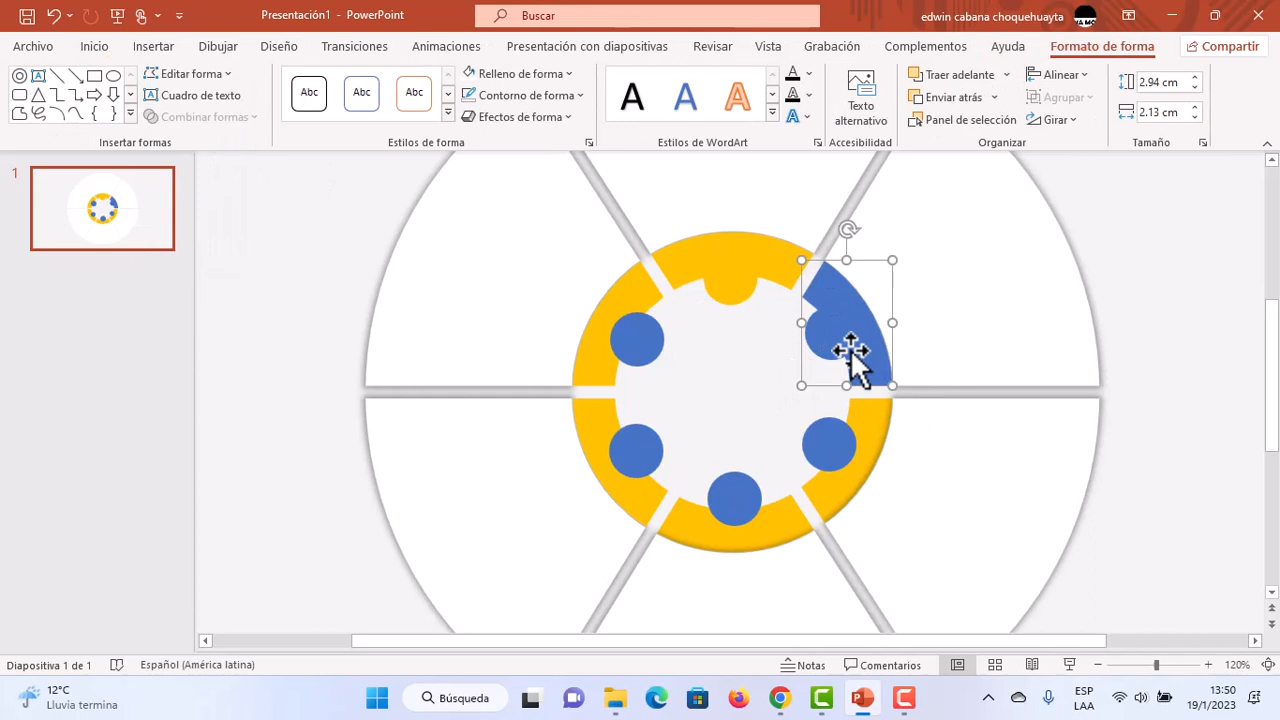 Presentación1 - PowerPoint
Buscar
edwin cabana choquehuayta
Archivo Inicio Insertar Dibujar Diseño Transiciones Animaciones Presentación con diapositivas Revisar Vista Grabación Complementos Ayuda Formato de forma Compartir
Editar forma
Cuadro de texto
Combinar formas
Insertar formas
Abc Abc Abc
Relleno de forma
Contorno de forma
Efectos de forma
Estilos de forma
A A A
A
A
A
Estilos de WordArt
Texto
alternativo
Accesibilidad
Traer adelante
Enviar atrás
Panel de selección
Alinear
Agrupar
Girar
Organizar
2.94 cm
2.13 cm
Tamaño
1
Diapositiva 1 de 1 Español (América latina) Notas Comentarios 120%
12°C
Lluvia termina
Búsqueda
ESP
LAA
13:50
19/1/2023